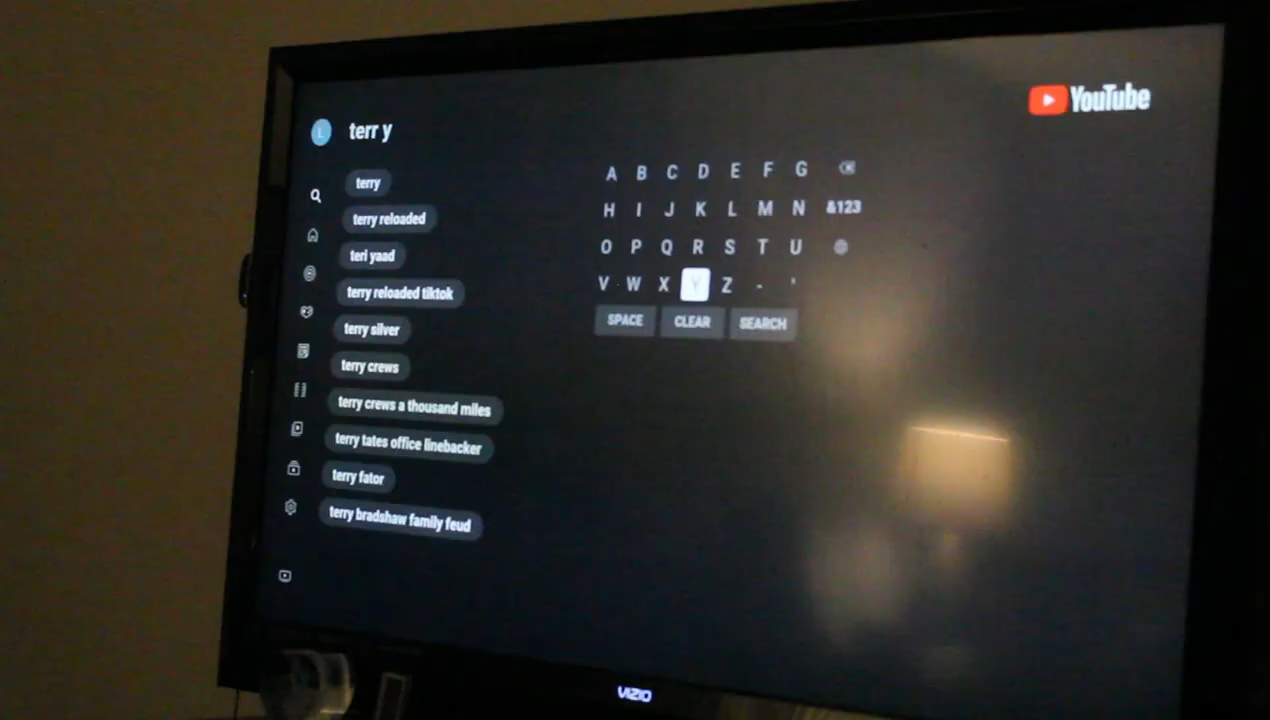 YouTube
L
terr y
terry
terry reloaded
teri yaad
terry reloaded tiktok
terry silver
terry crews
terry crews a thousand miles
terry tates office linebacker
terry fator
terry bradshaw family feud
A B C D E F G
H I J K L M N &123
O P Q R S T U
V W X Y Z - '
SPACE CLEAR SEARCH
VIZIO